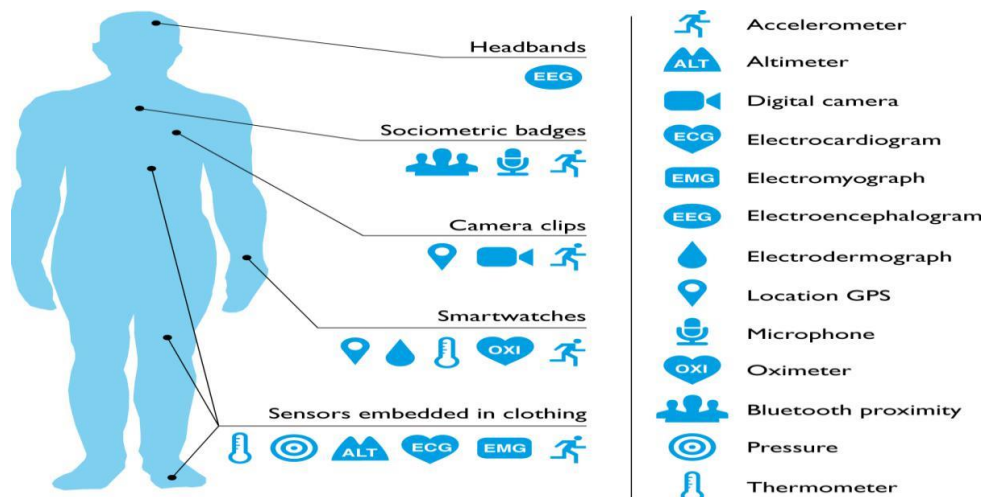 Headbands
EEG
Sociometric badges
Camera clips
Smartwatches
OXI
Sensors embedded in clothing
ALT ECG EMG
Accelerometer
ALT Altimeter
Digital camera
ECG Electrocardiogram
EMG Electromyograph
EEG Electroencephalogram
Electrodermograph
Location GPS
Microphone
OXI Oximeter
Bluetooth proximity
Pressure
Thermometer